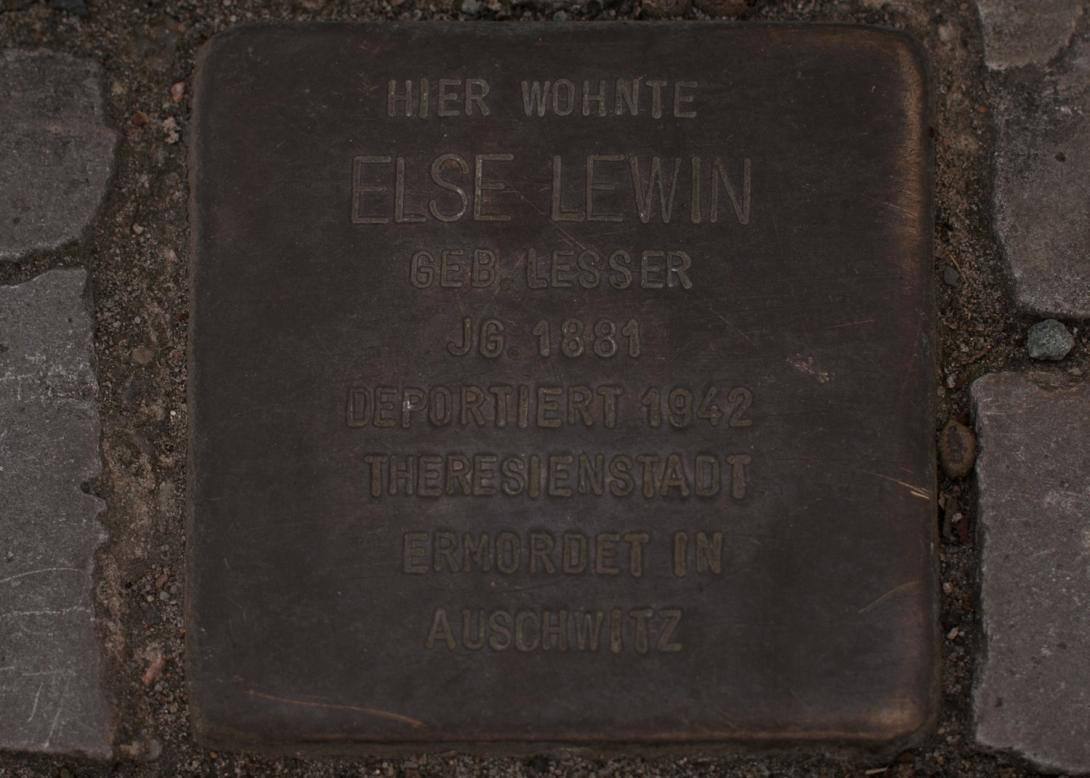 HIER WOHNTE
ELSE LEWIN
GEB. LESSER
JG. 1881
DEPORTIERT 1942
THERESIENSTADT
ERMORDET IN
AUSCHWITZ